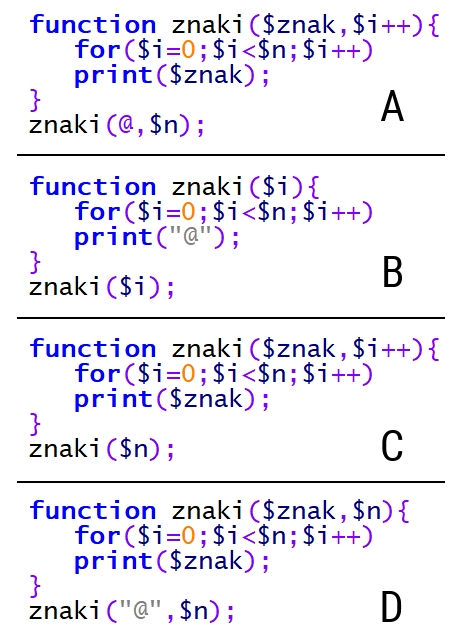 function znaki($znak,$i++){
for($i=0;$i<$n;$i++)
print($znak);
}
znaki(@,$n);
A
function znaki($i){
for($i=0;$i<$n;$i++)
print("@");
}
znaki($i);
B
function znaki($znak,$i++){
for($i=0;$i<$n;$i++)
print($znak);
}
znaki($n);
C
function znaki($znak,$n){
for($i=0;$i<$n;$i++)
print($znak);
}
znaki("@",$n);
D